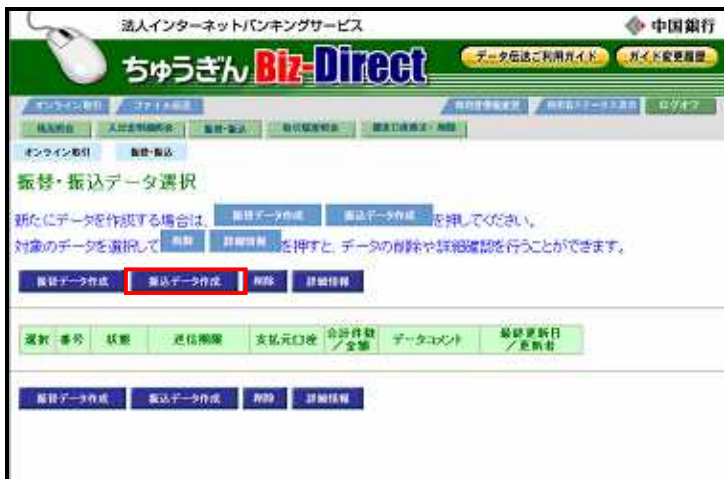 法人インターネットバンキングサービス
中国銀行
ちゅうぎん Biz-Direct
データ伝送ご利用ガイド ガイド変更履歴
オンライン取引 ファイル伝送 ログオフ
残高照会 入出金明細照会 振替・振込
オンライン取引 振替・振込
振替・振込データ選択
新たにデータを作成する場合は、 振替データ作成 振込データ作成 を押してください。
対象のデータを選択して 削除 詳細情報 を押すと、データの削除や詳細確認を行うことができます。
振替データ作成 振込データ作成 削除 詳細情報
選択 番号 状態 送信期限 支払元口座 合計件数／金額 データコメント 最終更新日／更新者
振替データ作成 振込データ作成 削除 詳細情報